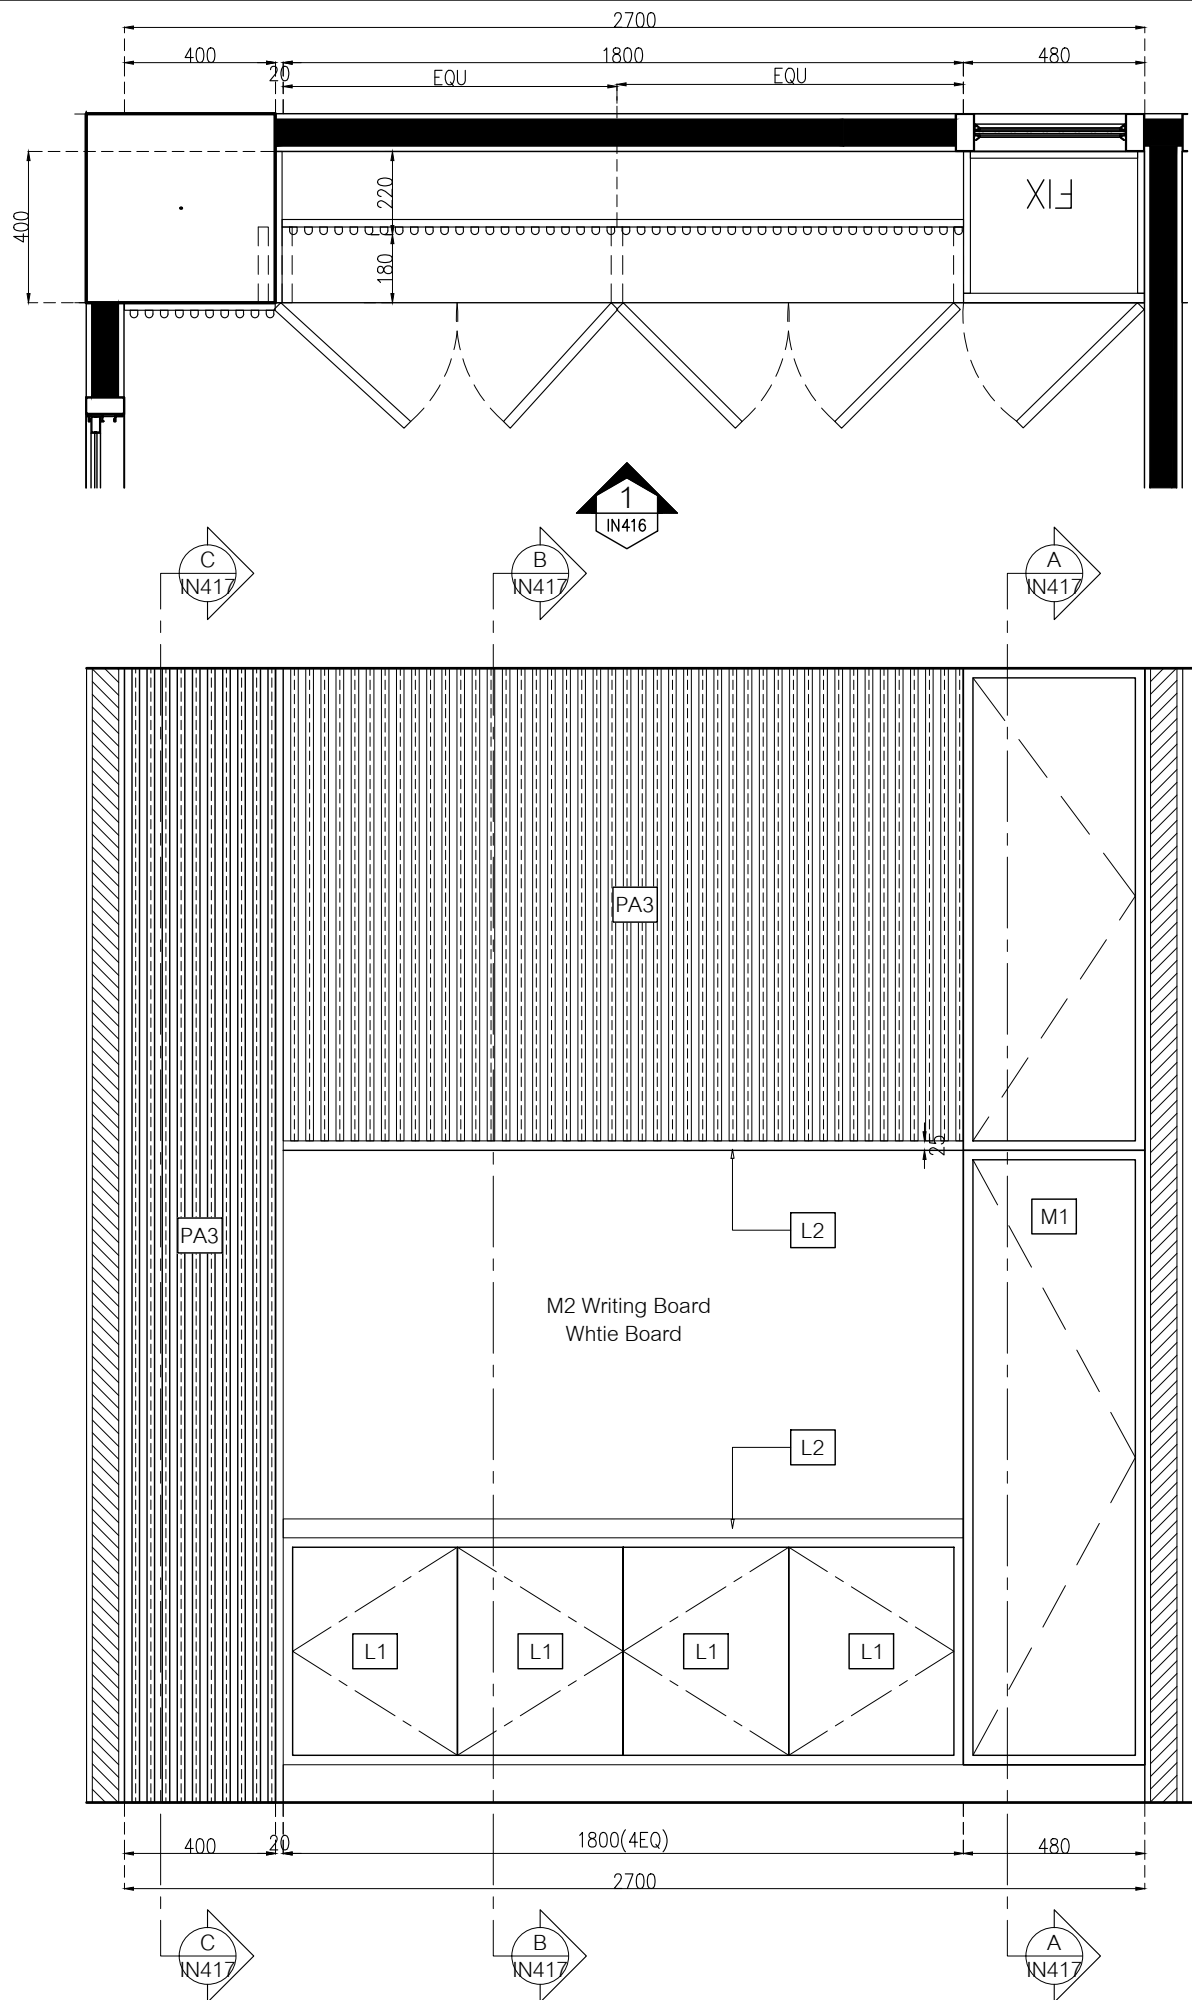 2700
400
20
1800
480
EQU
EQU
400
220
180
FIX
1
IN416
C
IN417
B
IN417
A
IN417
PA3
25
M1
PA3
L2
M2 Writing Board
Whtie Board
L2
L1
L1
L1
L1
400
20
1800(4EQ)
480
2700
C
IN417
B
IN417
A
IN417